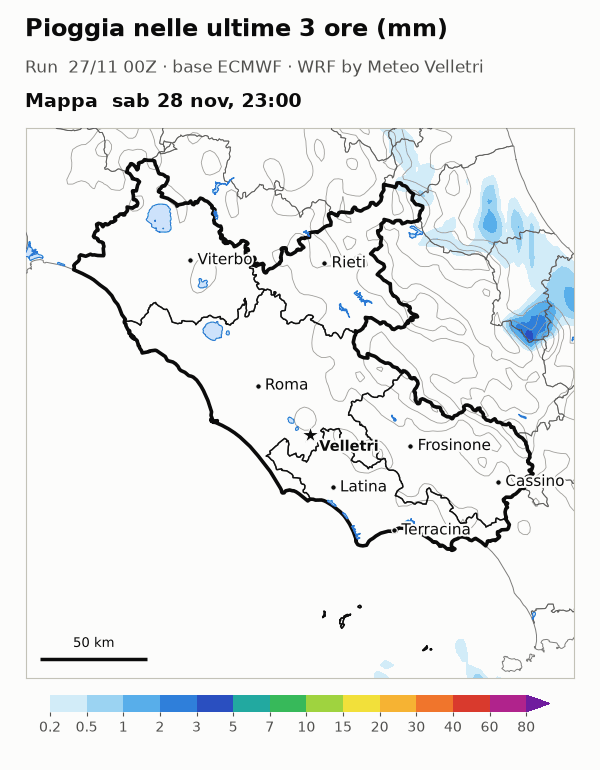 Pioggia nelle ultime 3 ore (mm)
Run  27/11 00Z · base ECMWF · WRF by Meteo Velletri
Mappa  sab 28 nov, 23:00
Viterbo
Rieti
Roma
Velletri
Frosinone
Latina
Cassino
Terracina
50 km
0.2 0.5 1 2 3 5 7 10 15 20 30 40 60 80